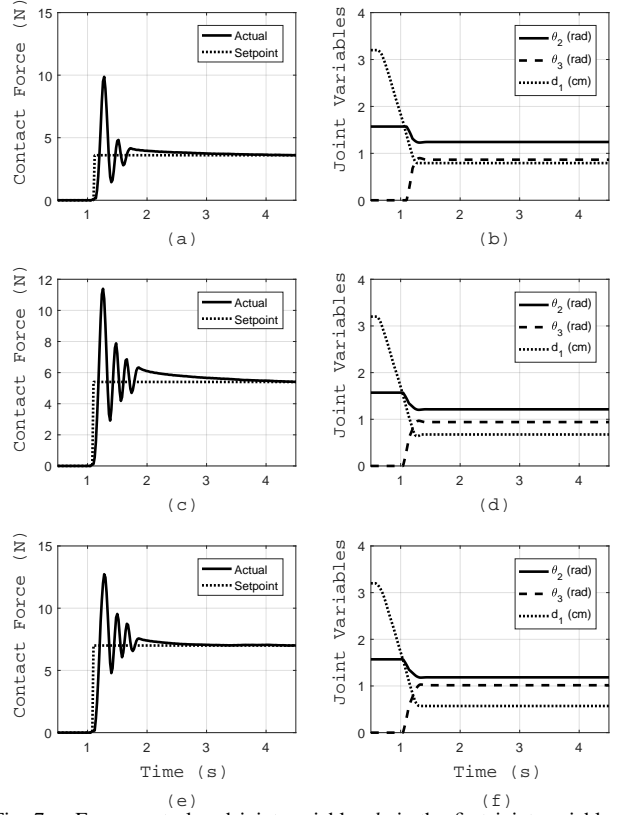 Contact Force (N)
15
10
5
0
1 2 3 4
Actual
Setpoint
(a)
Joint Variables
4
3
2
1
0
1 2 3 4
θ2 (rad)
θ3 (rad)
d1 (cm)
(b)
Contact Force (N)
12
10
8
6
4
2
0
1 2 3 4
Actual
Setpoint
(c)
Joint Variables
4
3
2
1
0
1 2 3 4
θ2 (rad)
θ3 (rad)
d1 (cm)
(d)
Contact Force (N)
15
10
5
0
1 2 3 4
Actual
Setpoint
Time (s)
(e)
Joint Variables
4
3
2
1
0
1 2 3 4
θ2 (rad)
θ3 (rad)
d1 (cm)
Time (s)
(f)